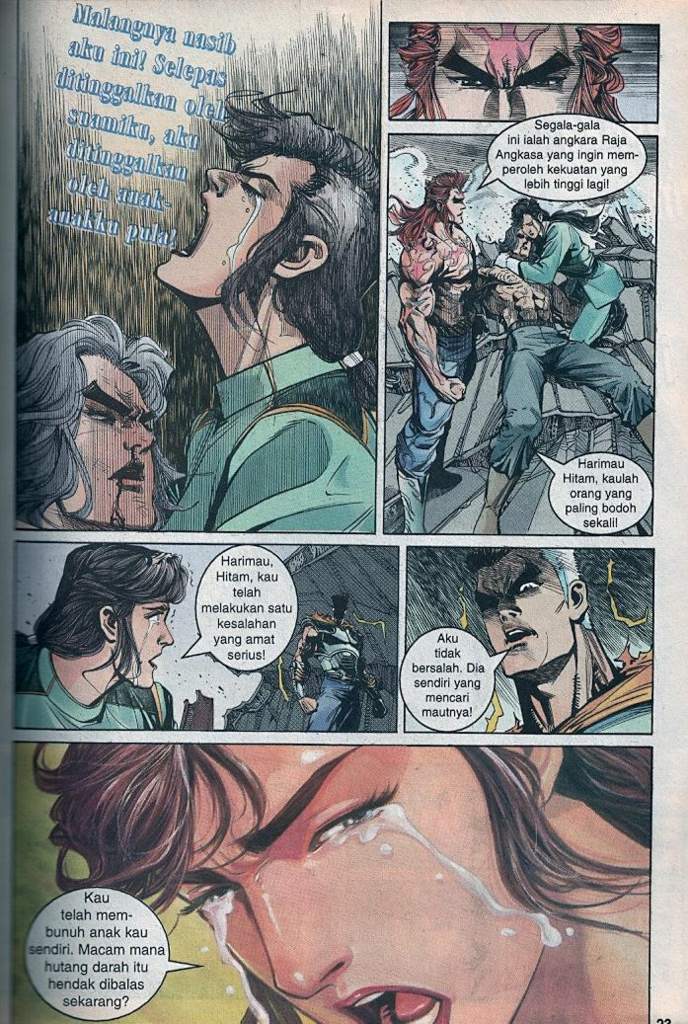 Malangnya nasib
aku ini! Selepas
ditinggalkan oleh
suamiku, aku
ditinggalkan
oleh anak-
anakku pula!
Segala-gala
ini ialah angkara Raja
Angkasa yang ingin mem-
peroleh kekuatan yang
lebih tinggi lagi!
Harimau
Hitam, kaulah
orang yang
paling bodoh
sekali!
Harimau,
Hitam, kau
telah
melakukan satu
kesalahan
yang amat
serius!
Aku
tidak
bersalah. Dia
sendiri yang
mencari
mautnya!
Kau
telah mem-
bunuh anak kau
sendiri. Macam mana
hutang darah itu
hendak dibalas
sekarang?
23